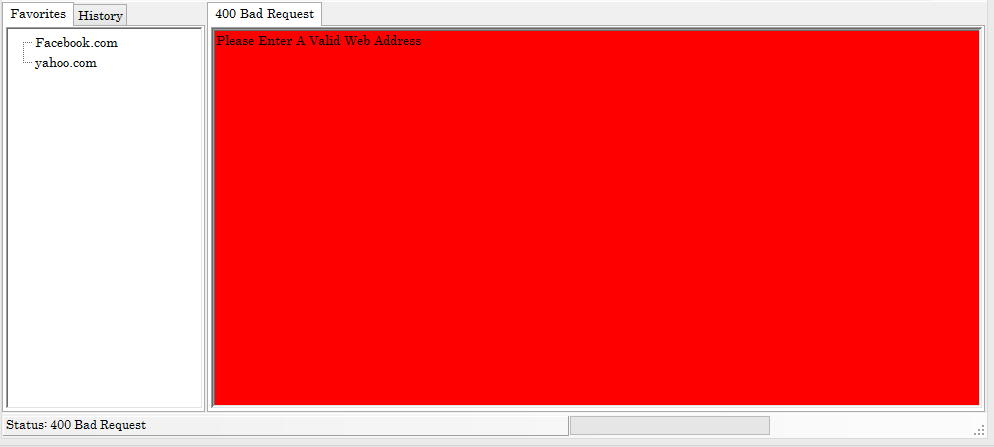 Favorites
History
400 Bad Request
Facebook.com
yahoo.com
Please Enter A Valid Web Address
Status: 400 Bad Request